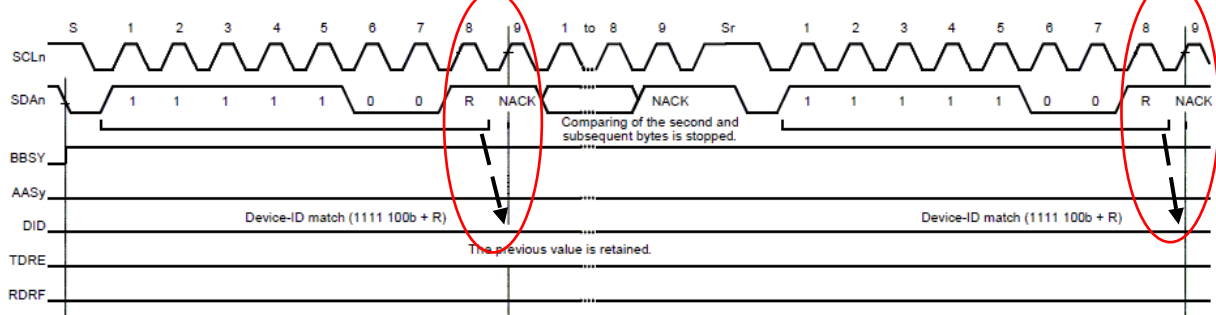 S 1 2 3 4 5 6 7 8 9 1 to 8 9 Sr 1 2 3 4 5 6 7 8 9
SCLn
SDAn 1 1 1 1 1 0 0 R NACK NACK 1 1 1 1 1 0 0 R NACK
Comparing of the second and
subsequent bytes is stopped.
BBSY
AASy
Device-ID match (1111 100b + R) Device-ID match (1111 100b + R)
DID
The previous value is retained.
TDRE
RDRF